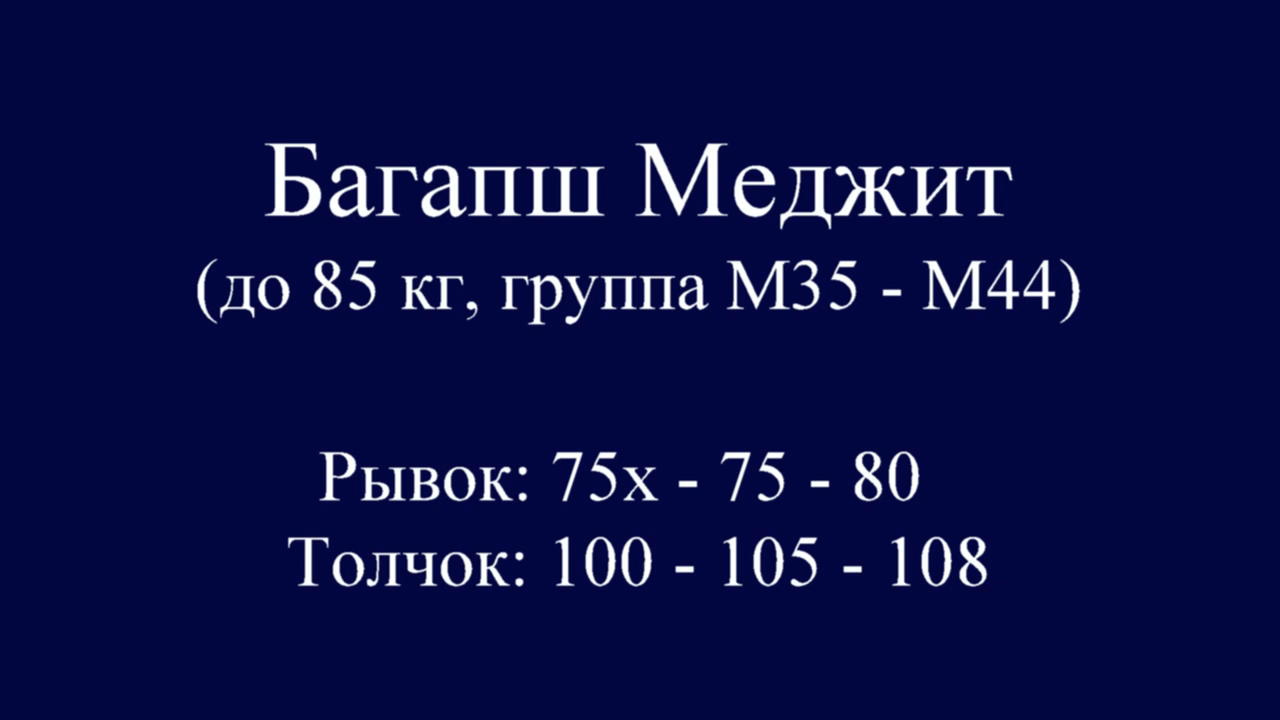 Багапш Меджит
(до 85 кг, группа М35 - М44)
Рывок: 75х - 75 - 80
Толчок: 100 - 105 - 108